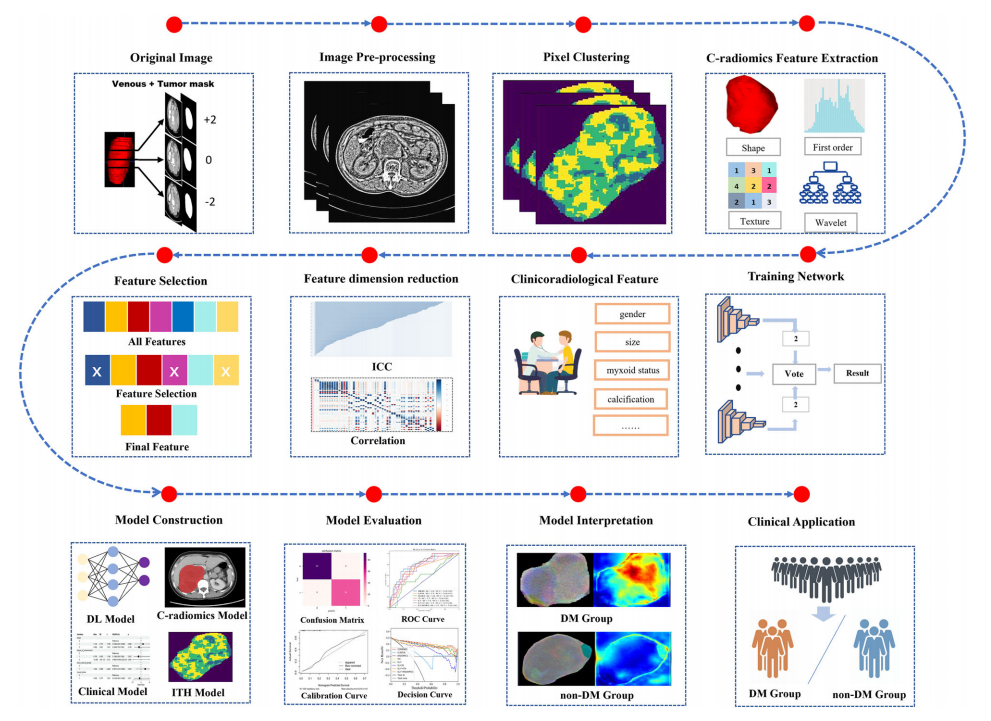 Original Image
Image Pre-processing
Pixel Clustering
C-radiomics Feature Extraction
Venous + Tumor mask
+2
0
-2
Shape
First order
1 3 1
4 2 2
2 1 3
Texture
Wavelet
Feature Selection
Feature dimension reduction
Clinicoradiological Feature
Training Network
All Features
X X X
Feature Selection
Final Feature
ICC
Correlation
gender
size
myxoid status
calcification
……
2
Vote
Result
2
Model Construction
Model Evaluation
Model Interpretation
Clinical Application
DL Model
C-radiomics Model
Clinical Model
ITH Model
Confusion Matrix
ROC Curve
Calibration Curve
Decision Curve
DM Group
non-DM Group
DM Group
non-DM Group